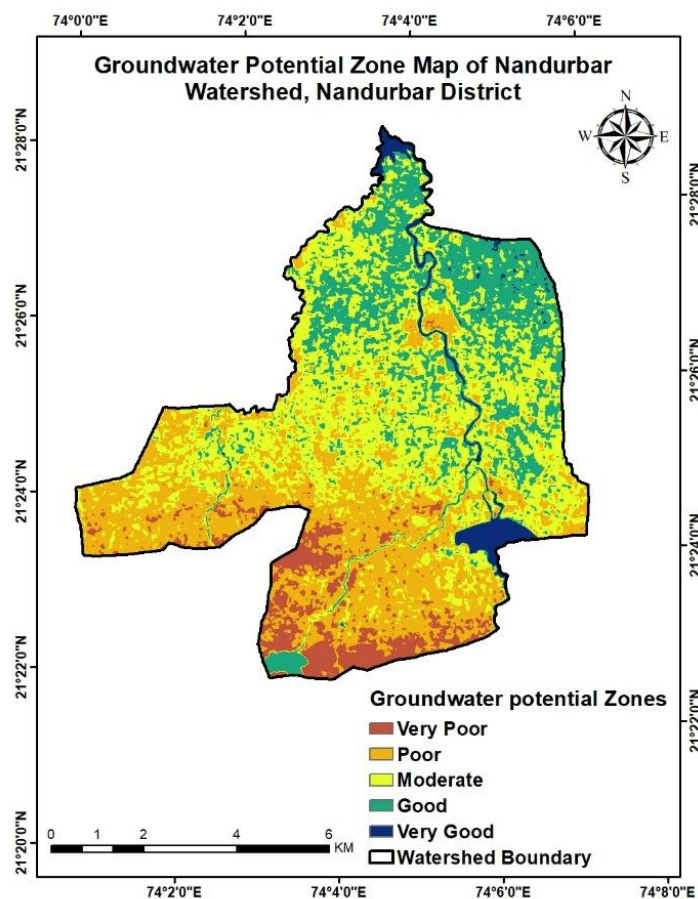 74°0'0"E 74°2'0"E 74°4'0"E 74°6'0"E
Groundwater Potential Zone Map of Nandurbar
Watershed, Nandurbar District
N
W E
S
21°28'0"N
21°26'0"N
21°24'0"N
21°22'0"N
21°20'0"N
21°28'0"N
21°26'0"N
21°24'0"N
21°22'0"N
Groundwater potential Zones
Very Poor
Poor
Moderate
Good
Very Good
Watershed Boundary
0 1 2 4 6
KM
74°2'0"E 74°4'0"E 74°6'0"E 74°8'0"E